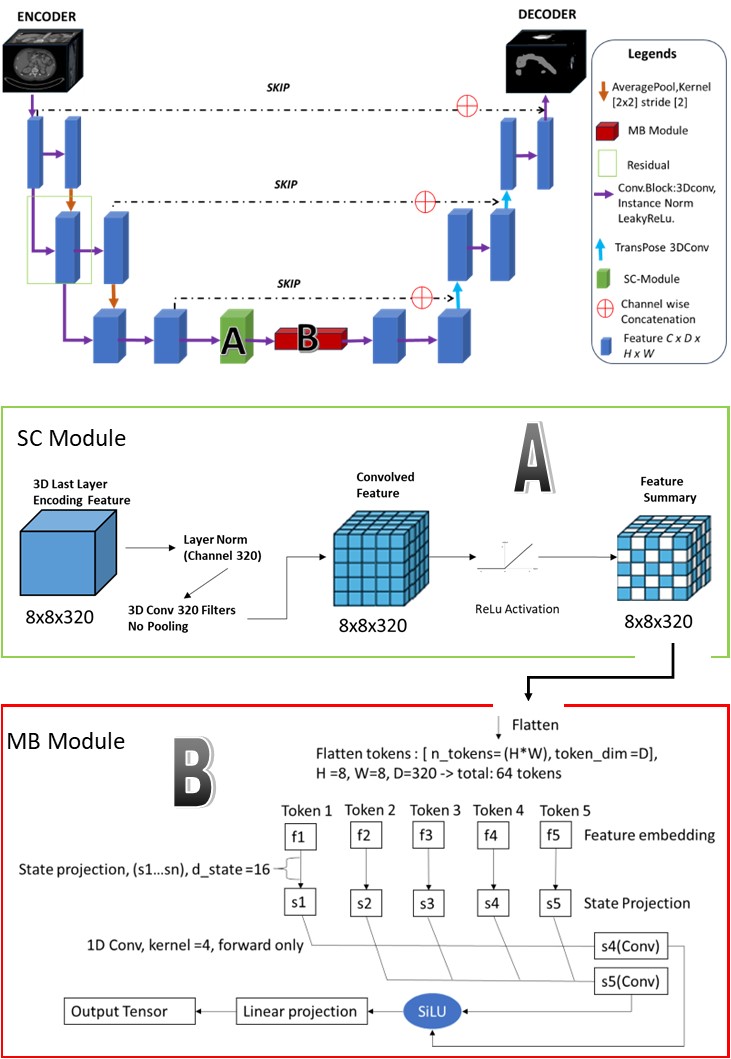 ENCODER
DECODER
SKIP
SKIP
SKIP
A
B
Legends
AveragePool,Kernel
[2x2] stride [2]
MB Module
Residual
Conv.Block:3Dconv,
Instance Norm
LeakyReLu.
TransPose 3DConv
SC-Module
Channel wise
Concatenation
Feature C x D x
H x W
SC Module
A
3D Last Layer
Encoding Feature
8x8x320
Layer Norm
(Channel 320)
3D Conv 320 Filters
No Pooling
Convolved
Feature
8x8x320
ReLu Activation
Feature
Summary
8x8x320
MB Module
B
Flatten
Flatten tokens : [ n_tokens= (H*W), token_dim =D],
H =8, W=8, D=320 -> total: 64 tokens
Token 1 Token 2 Token 3 Token 4 Token 5
f1 f2 f3 f4 f5 Feature embedding
State projection, (s1...sn), d_state =16
s1 s2 s3 s4 s5 State Projection
1D Conv, kernel =4, forward only
s4(Conv)
s5(Conv)
Output Tensor
Linear projection
SiLU